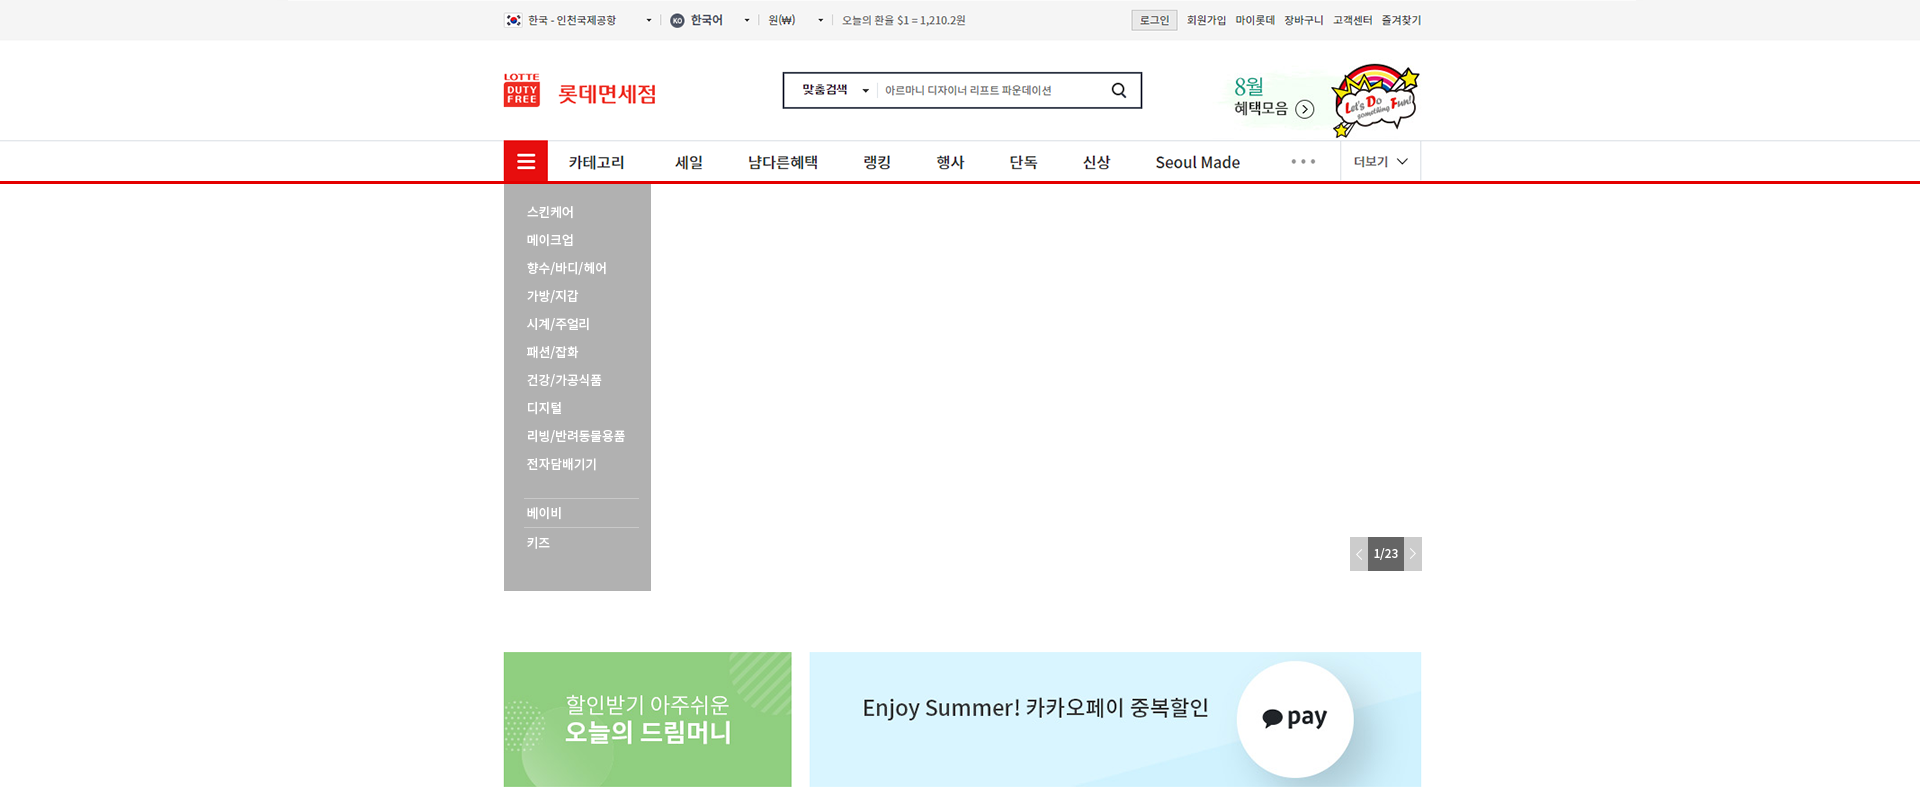 한국 - 인천국제공항
KO 한국어
원(₩)
오늘의 환율 $1 = 1,210.2원
로그인
회원가입
마이롯데
장바구니
고객센터
즐겨찾기
LOTTE
DUTY
FREE
롯데면세점
맞춤검색
아르마니 디자이너 리프트 파운데이션
8월
혜택모음
Let's Do
something Fun!
카테고리
세일
냠다른혜택
랭킹
행사
단독
신상
Seoul Made
더보기
스킨케어
메이크업
향수/바디/헤어
가방/지갑
시계/주얼리
패션/잡화
건강/가공식품
디지털
리빙/반려동물용품
전자담배기기
베이비
키즈
1/23
할인받기 아주쉬운
오늘의 드림머니
Enjoy Summer! 카카오페이 중복할인
pay